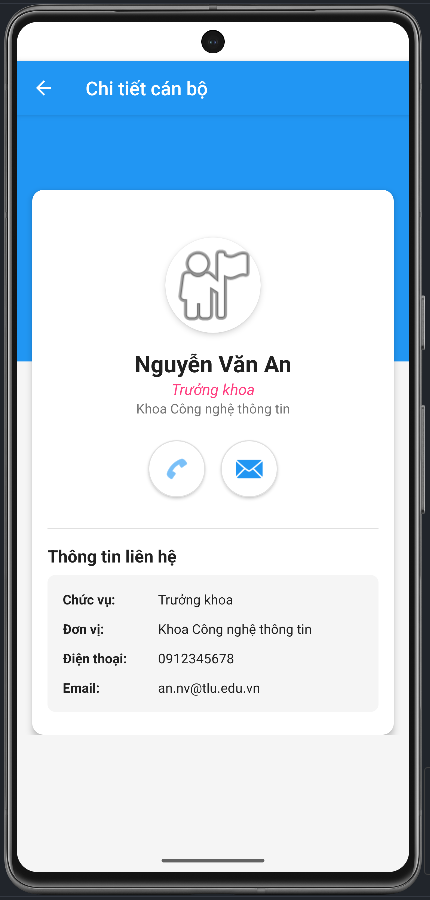 Chi tiết cán bộ
Nguyễn Văn An
Trưởng khoa
Khoa Công nghệ thông tin
Thông tin liên hệ
Chức vụ: Trưởng khoa
Đơn vị: Khoa Công nghệ thông tin
Điện thoại: 0912345678
Email: an.nv@tlu.edu.vn